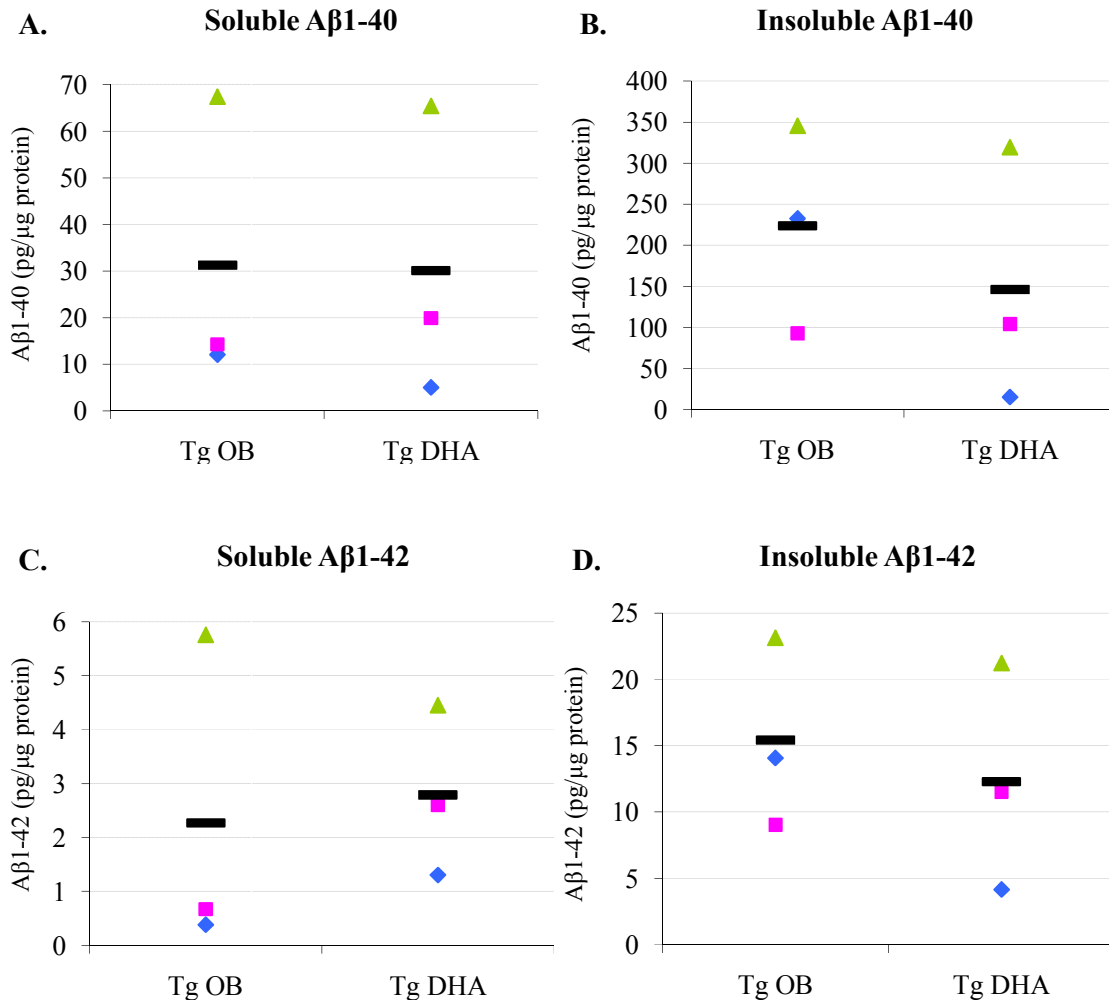 A.
Soluble Aβ1-40
Aβ1-40 (pg/μg protein)
70
60
50
40
30
20
10
0
Tg OB
Tg DHA
B.
Insoluble Aβ1-40
Aβ1-40 (pg/μg protein)
400
350
300
250
200
150
100
50
0
Tg OB
Tg DHA
C.
Soluble Aβ1-42
Aβ1-42 (pg/μg protein)
6
5
4
3
2
1
0
Tg OB
Tg DHA
D.
Insoluble Aβ1-42
Aβ1-42 (pg/μg protein)
25
20
15
10
5
0
Tg OB
Tg DHA